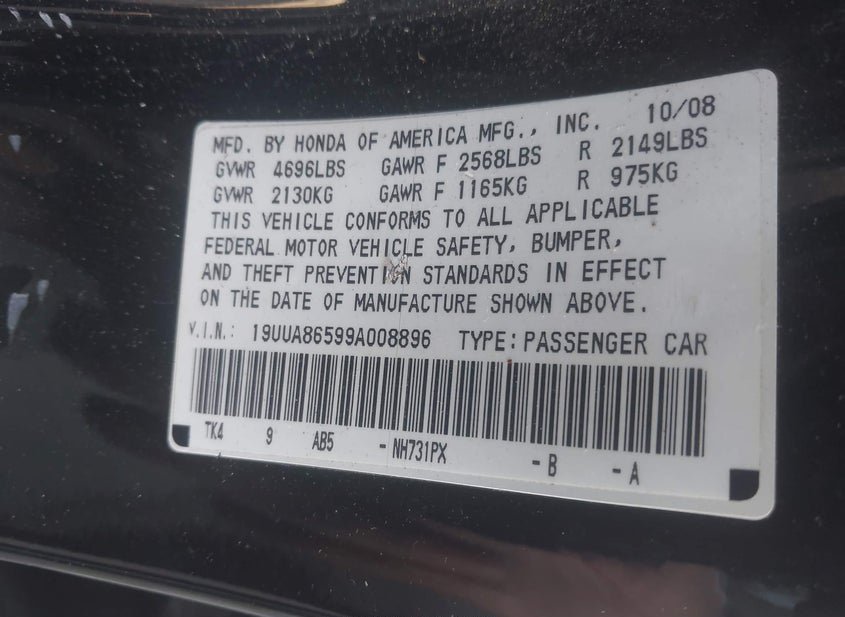 MFD. BY HONDA OF AMERICA MFG., INC. 10/08
GVWR 4696LBS GAWR F 2568LBS R 2149LBS
GVWR 2130KG GAWR F 1165KG R 975KG
THIS VEHICLE CONFORMS TO ALL APPLICABLE
FEDERAL MOTOR VEHICLE SAFETY, BUMPER,
AND THEFT PREVENTION STANDARDS IN EFFECT
ON THE DATE OF MANUFACTURE SHOWN ABOVE.
V.I.N.: 19UUA86599A008896 TYPE: PASSENGER CAR
TK4 9 AB5 - NH731PX - B - A